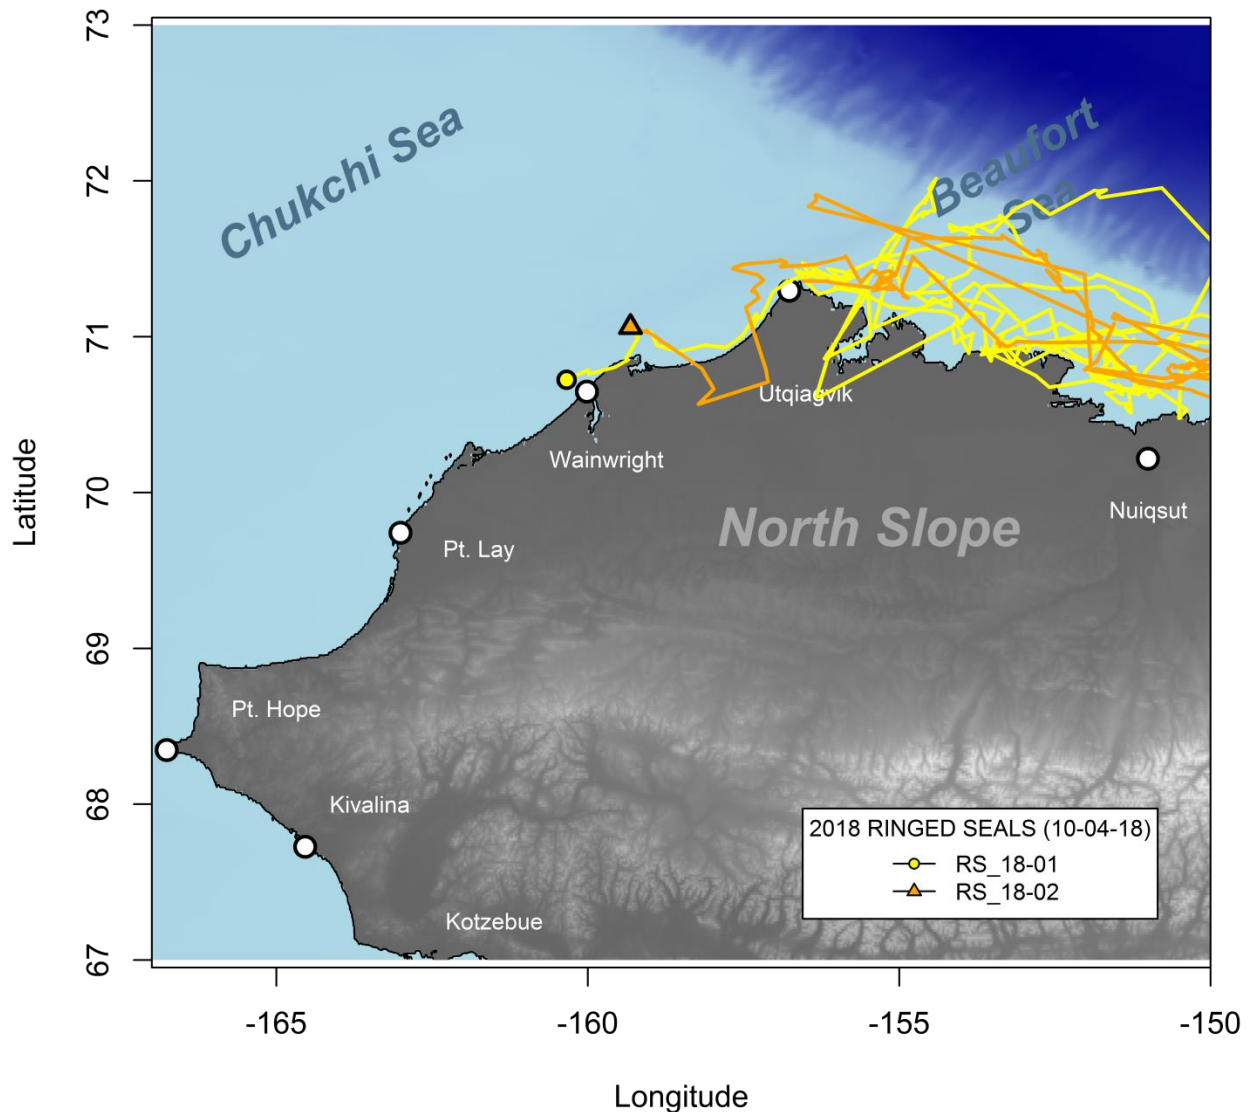 73
72
71
70
69
68
67
Latitude
Chukchi Sea
Beaufort
Sea
Utqiagvik
Wainwright
Nuiqsut
North Slope
Pt. Lay
Pt. Hope
Kivalina
Kotzebue
2018 RINGED SEALS (10-04-18)
RS_18-01
RS_18-02
-165
-160
-155
-150
Longitude